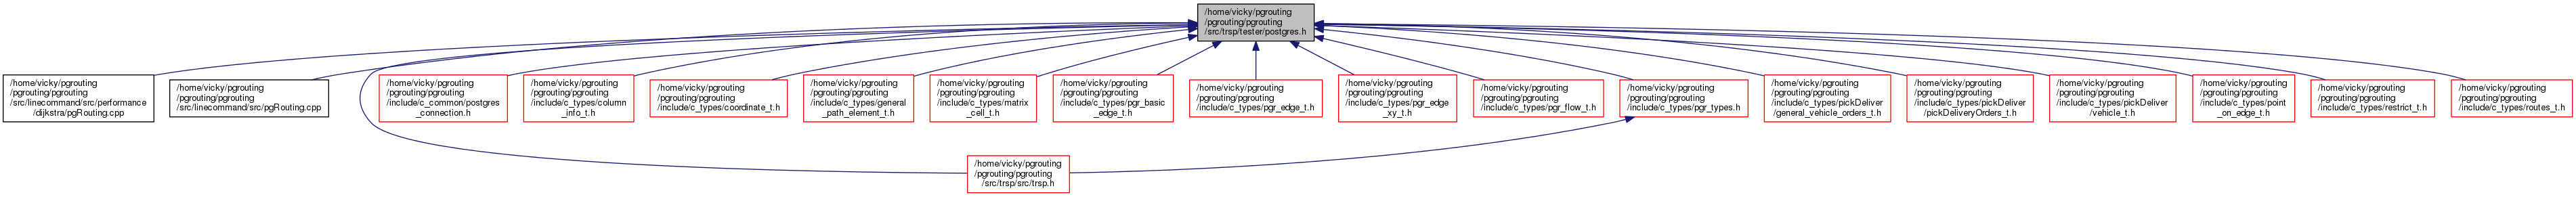 /home/vicky/pgrouting
/pgrouting/pgrouting
/src/trsp/tester/postgres.h
/home/vicky/pgrouting
/pgrouting/pgrouting
/src/linecommand/src/performance
/dijkstra/pgRouting.cpp
/home/vicky/pgrouting
/pgrouting/pgrouting
/src/linecommand/src/pgRouting.cpp
/home/vicky/pgrouting
/pgrouting/pgrouting
/include/c_common/postgres
_connection.h
/home/vicky/pgrouting
/pgrouting/pgrouting
/include/c_types/column
_info_t.h
/home/vicky/pgrouting
/pgrouting/pgrouting
/include/c_types/coordinate_t.h
/home/vicky/pgrouting
/pgrouting/pgrouting
/include/c_types/general
_path_element_t.h
/home/vicky/pgrouting
/pgrouting/pgrouting
/include/c_types/matrix
_cell_t.h
/home/vicky/pgrouting
/pgrouting/pgrouting
/include/c_types/pgr_basic
_edge_t.h
/home/vicky/pgrouting
/pgrouting/pgrouting
/include/c_types/pgr_edge_t.h
/home/vicky/pgrouting
/pgrouting/pgrouting
/include/c_types/pgr_edge
_xy_t.h
/home/vicky/pgrouting
/pgrouting/pgrouting
/include/c_types/pgr_flow_t.h
/home/vicky/pgrouting
/pgrouting/pgrouting
/include/c_types/pgr_types.h
/home/vicky/pgrouting
/pgrouting/pgrouting
/include/c_types/pickDeliver
/general_vehicle_orders_t.h
/home/vicky/pgrouting
/pgrouting/pgrouting
/include/c_types/pickDeliver
/pickDeliveryOrders_t.h
/home/vicky/pgrouting
/pgrouting/pgrouting
/include/c_types/pickDeliver
/vehicle_t.h
/home/vicky/pgrouting
/pgrouting/pgrouting
/include/c_types/point
_on_edge_t.h
/home/vicky/pgrouting
/pgrouting/pgrouting
/include/c_types/restrict_t.h
/home/vicky/pgrouting
/pgrouting/pgrouting
/include/c_types/routes_t.h
/home/vicky/pgrouting
/pgrouting/pgrouting
/src/trsp/src/trsp.h